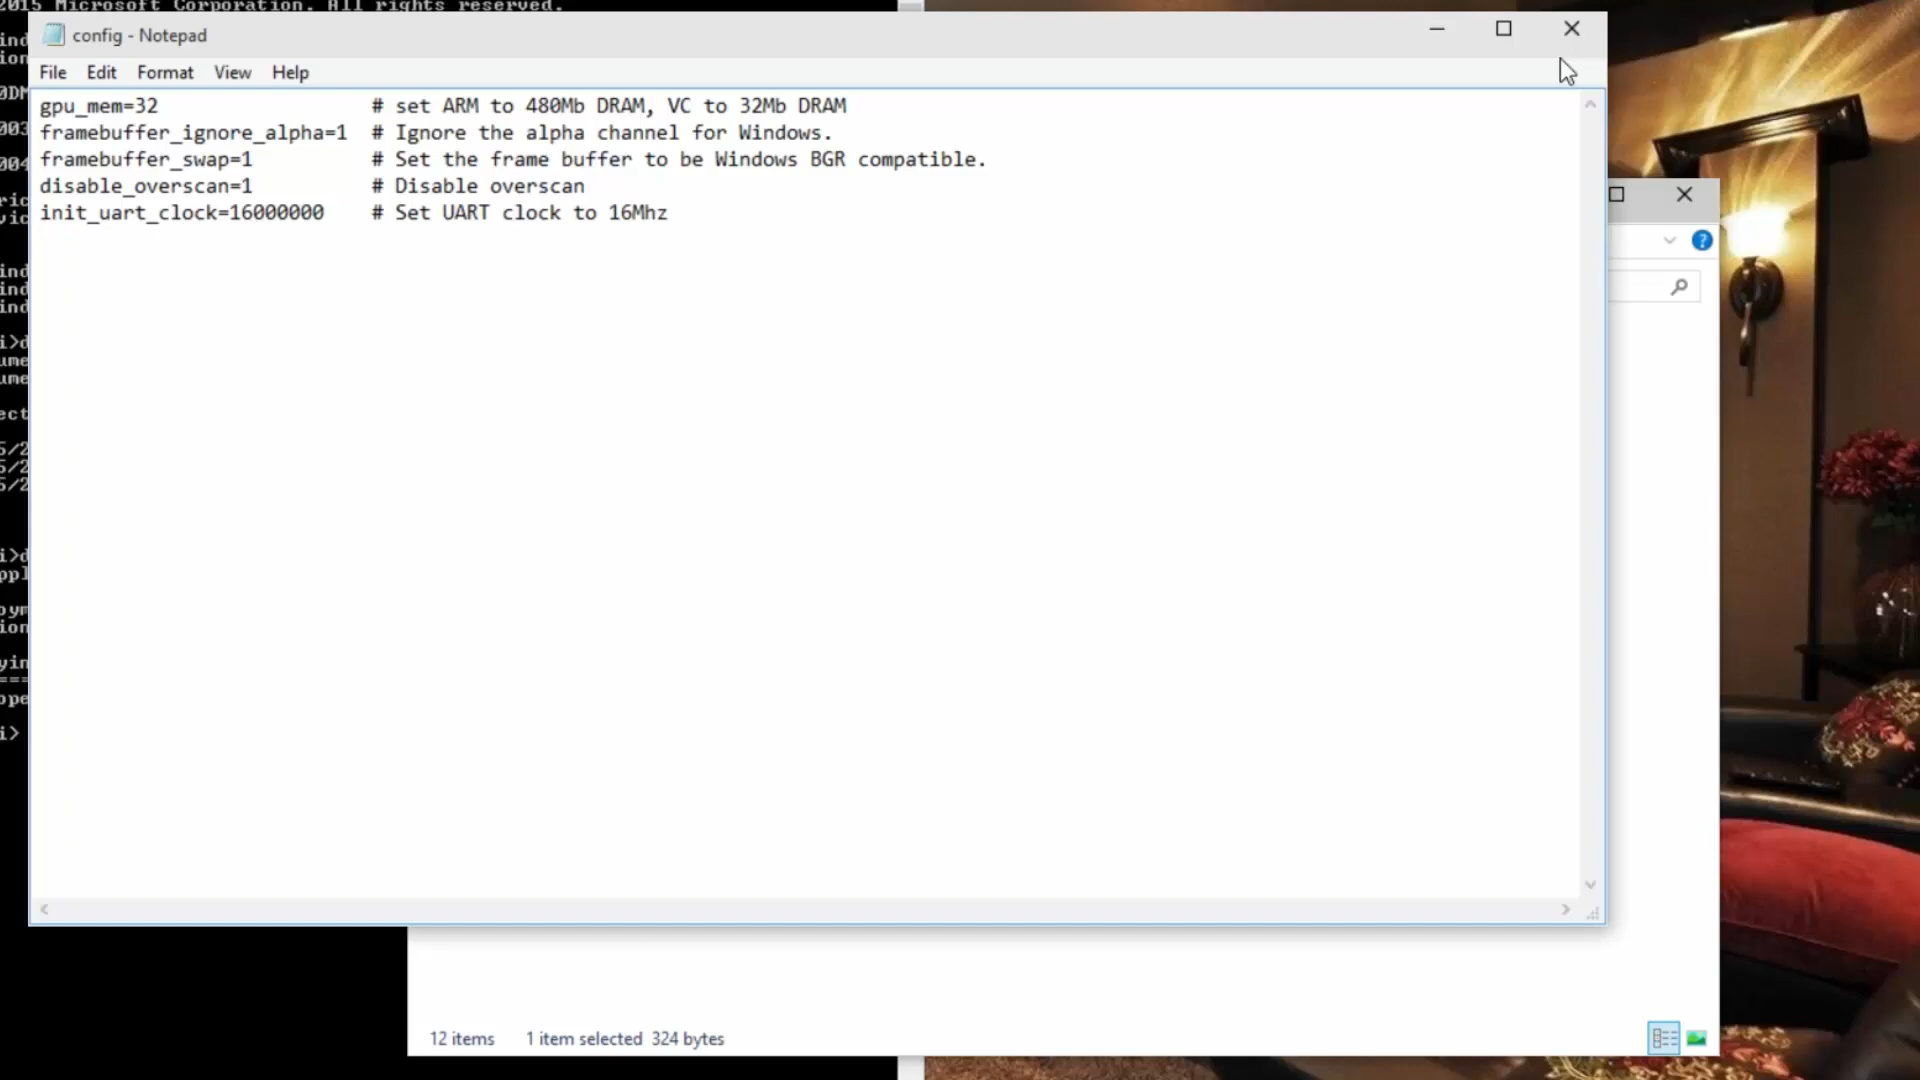 2015 Microsoft Corporation. All rights reserved.
config - Notepad
File Edit Format View Help
gpu_mem=32 # set ARM to 480Mb DRAM, VC to 32Mb DRAM
framebuffer_ignore_alpha=1 # Ignore the alpha channel for Windows.
framebuffer_swap=1 # Set the frame buffer to be Windows BGR compatible.
disable_overscan=1 # Disable overscan
init_uart_clock=16000000 # Set UART clock to 16Mhz
12 items 1 item selected 324 bytes